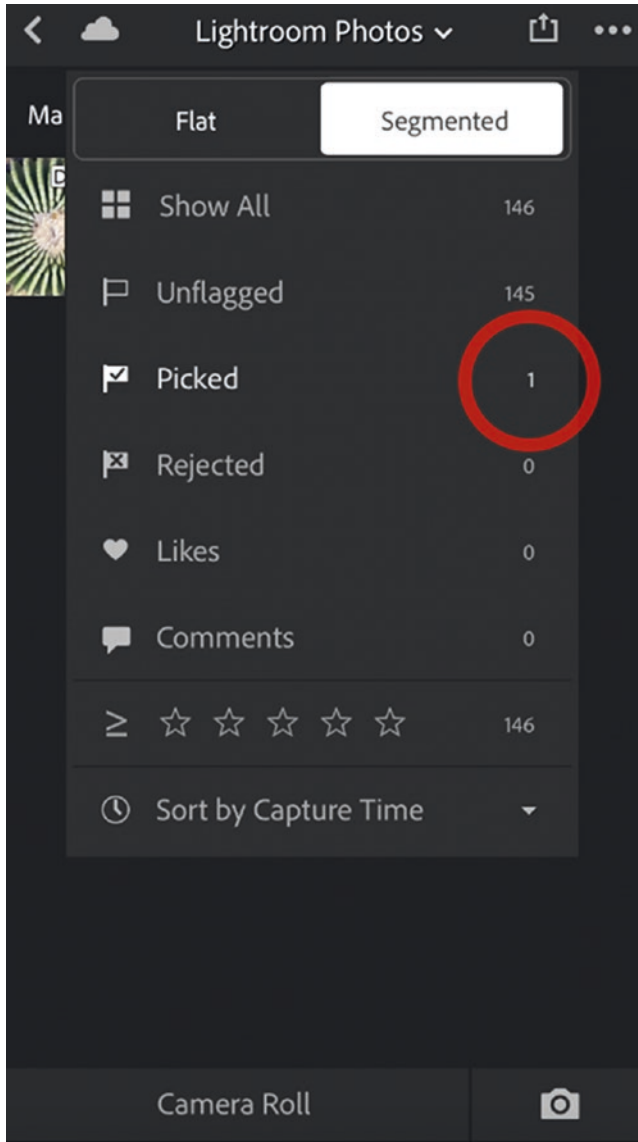 Lightroom Photos
Ma
Flat Segmented
D
Show All 146
Unflagged 145
Picked 1
Rejected 0
Likes 0
Comments 0
≥ ☆ ☆ ☆ ☆ ☆ 146
Sort by Capture Time
Camera Roll